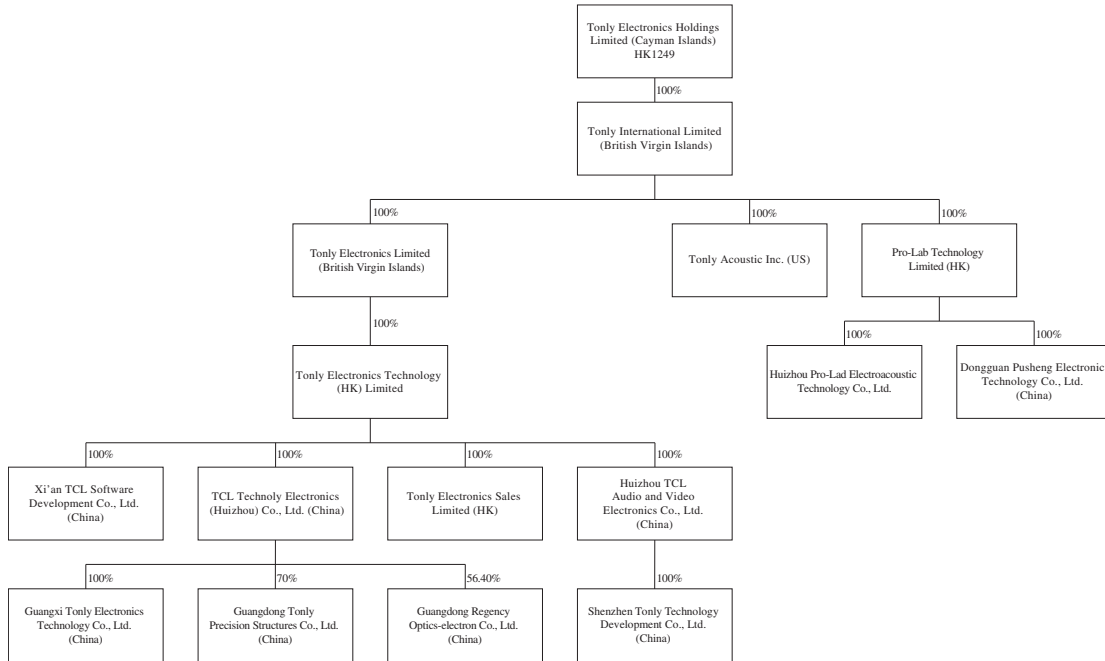 Tonly Electronics Holdings
Limited (Cayman Islands)
HK1249
100%
Tonly International Limited
(British Virgin Islands)
100%
100%
100%
Tonly Electronics Limited
(British Virgin Islands)
Tonly Acoustic Inc. (US)
Pro-Lab Technology
Limited (HK)
100%
100%
100%
Tonly Electronics Technology
(HK) Limited
Huizhou Pro-Lad Electroacoustic
Technology Co., Ltd.
Dongguan Pusheng Electronic
Technology Co., Ltd.
(China)
100%
100%
100%
100%
Xi'an TCL Software
Development Co., Ltd.
(China)
TCL Technoly Electronics
(Huizhou) Co., Ltd. (China)
Tonly Electronics Sales
Limited (HK)
Huizhou TCL
Audio and Video
Electronics Co., Ltd.
(China)
100%
70%
56.40%
100%
Guangxi Tonly Electronics
Technology Co., Ltd.
(China)
Guangdong Tonly
Precision Structures Co., Ltd.
(China)
Guangdong Regency
Optics-electron Co., Ltd.
(China)
Shenzhen Tonly Technology
Development Co., Ltd.
(China)